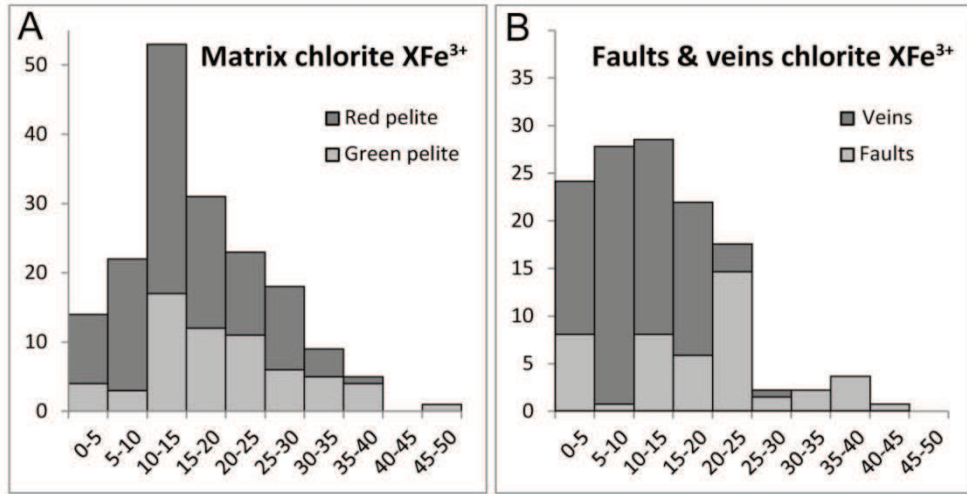 A
Matrix chlorite XFe³⁺
Red pelite
Green pelite
50
40
30
20
10
0
0-5 5-10 10-15 15-20 20-25 25-30 30-35 35-40 40-45 45-50
B
Faults & veins chlorite XFe³⁺
Veins
Faults
35
30
25
20
15
10
5
0
0-5 5-10 10-15 15-20 20-25 25-30 30-35 35-40 40-45 45-50